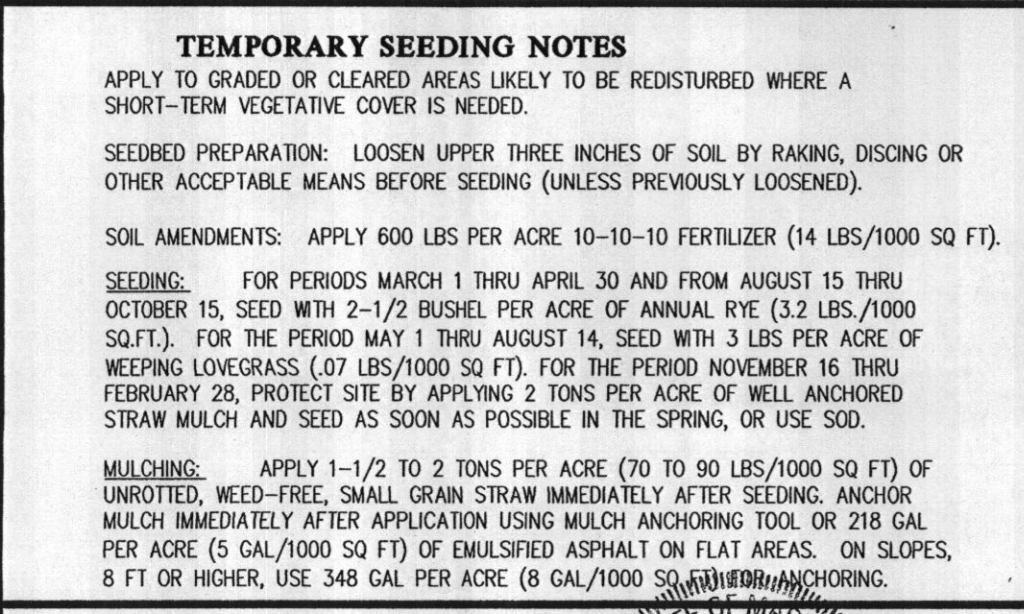 TEMPORARY SEEDING NOTES
APPLY TO GRADED OR CLEARED AREAS LIKELY TO BE REDISTURBED WHERE A
SHORT-TERM VEGETATIVE COVER IS NEEDED.
SEEDBED PREPARATION: LOOSEN UPPER THREE INCHES OF SOIL BY RAKING, DISCING OR
OTHER ACCEPTABLE MEANS BEFORE SEEDING (UNLESS PREVIOUSLY LOOSENED).
SOIL AMENDMENTS: APPLY 600 LBS PER ACRE 10-10-10 FERTILIZER (14 LBS/1000 SQ FT).
SEEDING: FOR PERIODS MARCH 1 THRU APRIL 30 AND FROM AUGUST 15 THRU
OCTOBER 15, SEED WITH 2-1/2 BUSHEL PER ACRE OF ANNUAL RYE (3.2 LBS./1000
SQ.FT.). FOR THE PERIOD MAY 1 THRU AUGUST 14, SEED WITH 3 LBS PER ACRE OF
WEEPING LOVEGRASS (.07 LBS/1000 SQ FT). FOR THE PERIOD NOVEMBER 16 THRU
FEBRUARY 28, PROTECT SITE BY APPLYING 2 TONS PER ACRE OF WELL ANCHORED
STRAW MULCH AND SEED AS SOON AS POSSIBLE IN THE SPRING, OR USE SOD.
MULCHING: APPLY 1-1/2 TO 2 TONS PER ACRE (70 TO 90 LBS/1000 SQ FT) OF
UNROTTED, WEED-FREE, SMALL GRAIN STRAW IMMEDIATELY AFTER SEEDING. ANCHOR
MULCH IMMEDIATELY AFTER APPLICATION USING MULCH ANCHORING TOOL OR 218 GAL
PER ACRE (5 GAL/1000 SQ FT) OF EMULSIFIED ASPHALT ON FLAT AREAS. ON SLOPES,
8 FT OR HIGHER, USE 348 GAL PER ACRE (8 GAL/1000 SQ FT) FOR ANCHORING.
OF